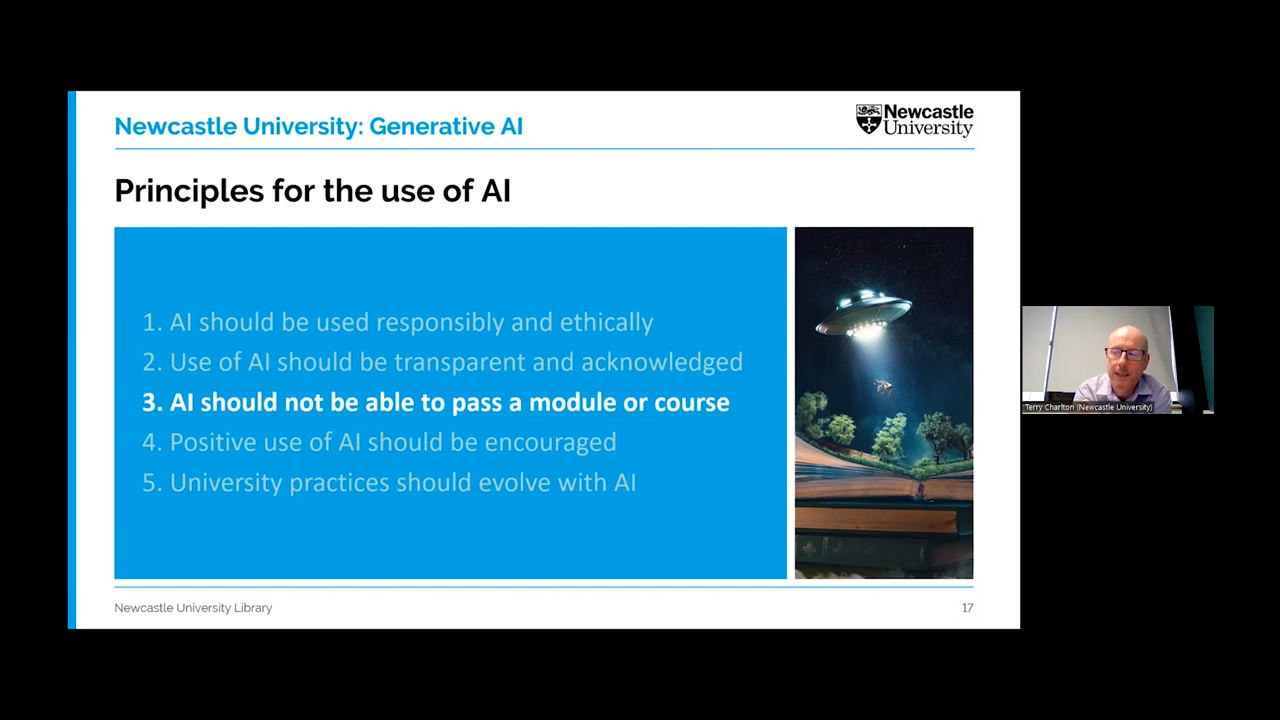 Newcastle University: Generative AI
Newcastle
University
Principles for the use of AI
1. AI should be used responsibly and ethically
2. Use of AI should be transparent and acknowledged
3. AI should not be able to pass a module or course
4. Positive use of AI should be encouraged
5. University practices should evolve with AI
Terry Charlton (Newcastle University)
Newcastle University Library
17